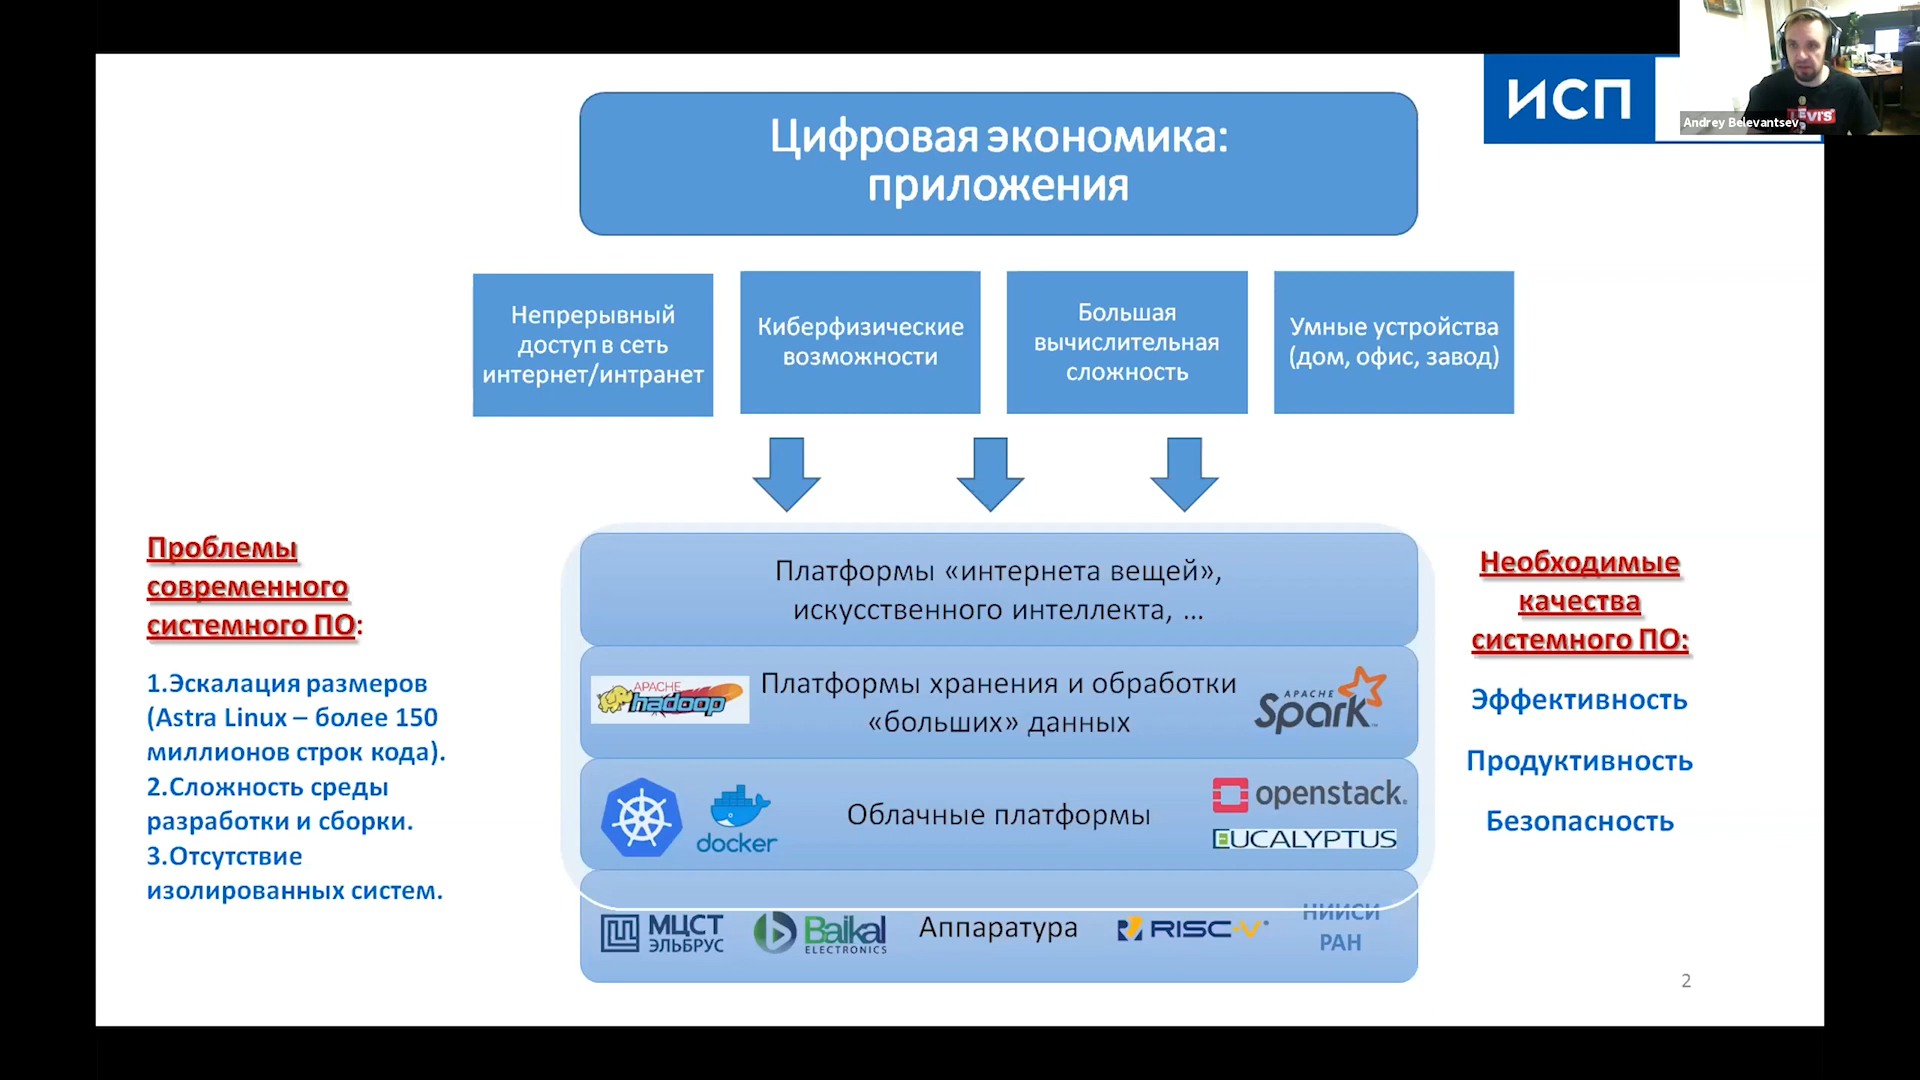 Цифровая экономика:
приложения
ИСП
Andrey Belevantsev
LEVI'S
Непрерывный
доступ в сеть
интернет/интранет
Киберфизические
возможности
Большая
вычислительная
сложность
Умные устройства
(дом, офис, завод)
Проблемы
современного
системного ПО:
1.Эскалация размеров
(Astra Linux – более 150
миллионов строк кода).
2.Сложность среды
разработки и сборки.
3.Отсутствие
изолированных систем.
Платформы «интернета вещей»,
искусственного интеллекта, ...
APACHE
hadoop
Платформы хранения и обработки
«больших» данных
APACHE
Spark
docker
Облачные платформы
openstack.
EUCALYPTUS
МЦСТ
ЭЛЬБРУС
Baikal
ELECTRONICS
Аппаратура
RISC-V
НИИСИ
РАН
Необходимые
качества
системного ПО:
Эффективность
Продуктивность
Безопасность
2